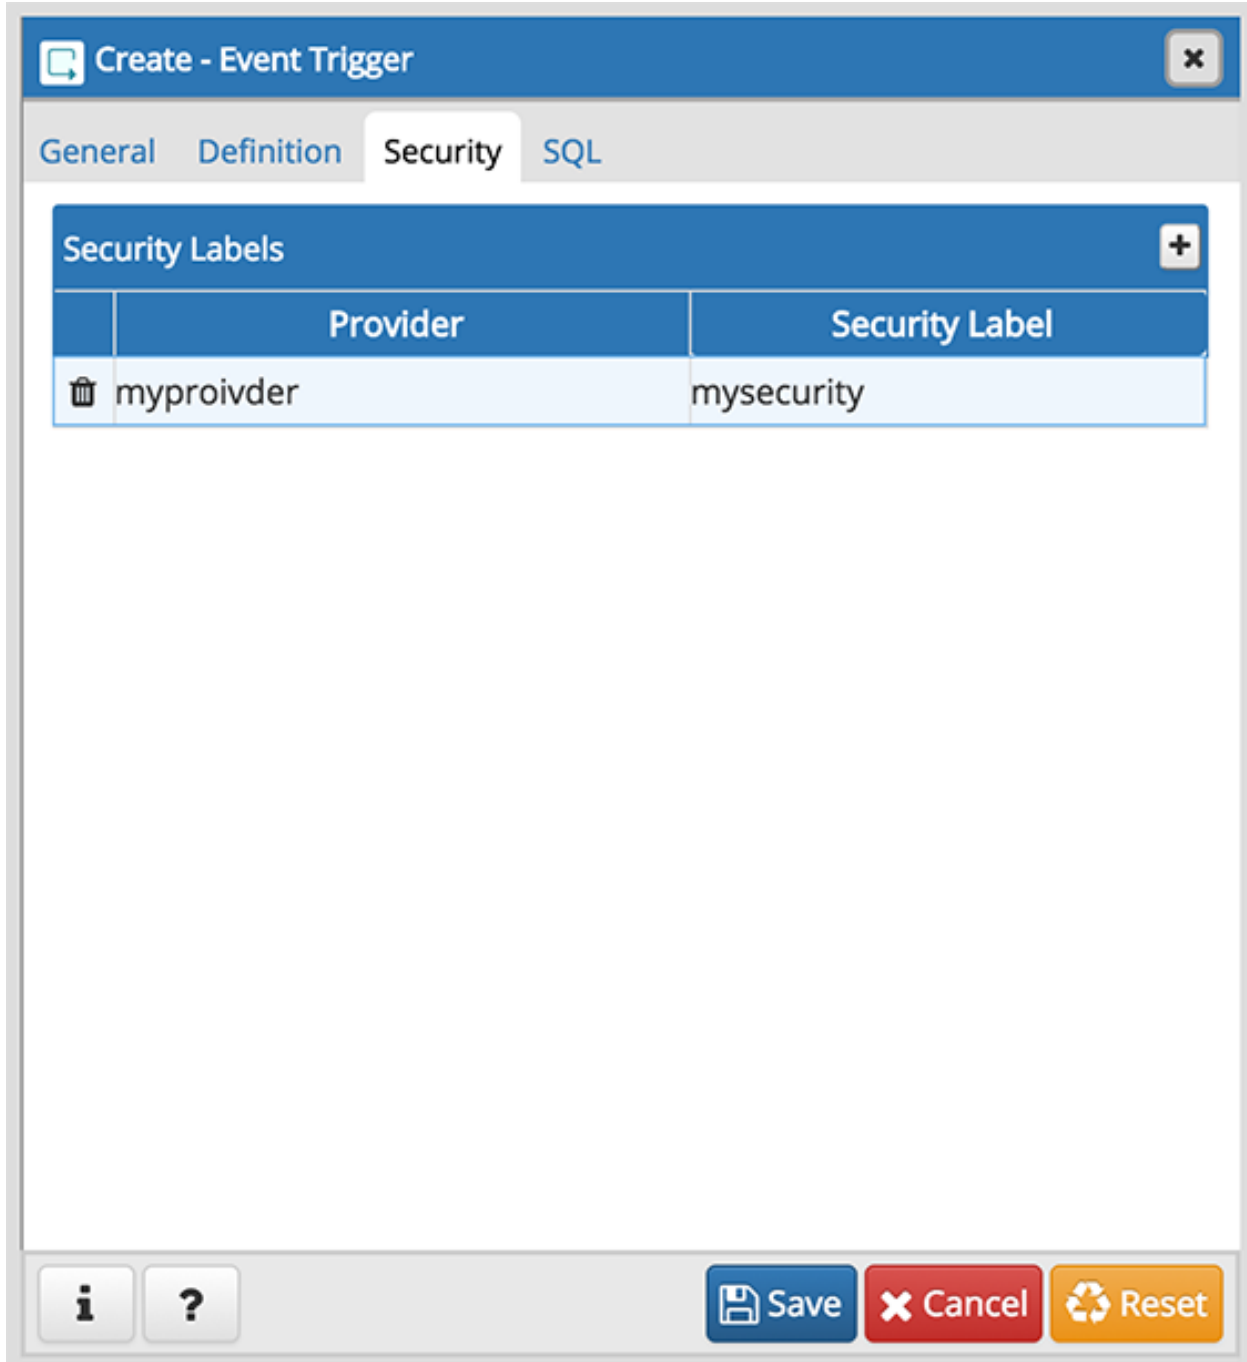 Create - Event Trigger
General Definition Security SQL
Security Labels
Provider Security Label
myproivder mysecurity
i ? Save Cancel Reset